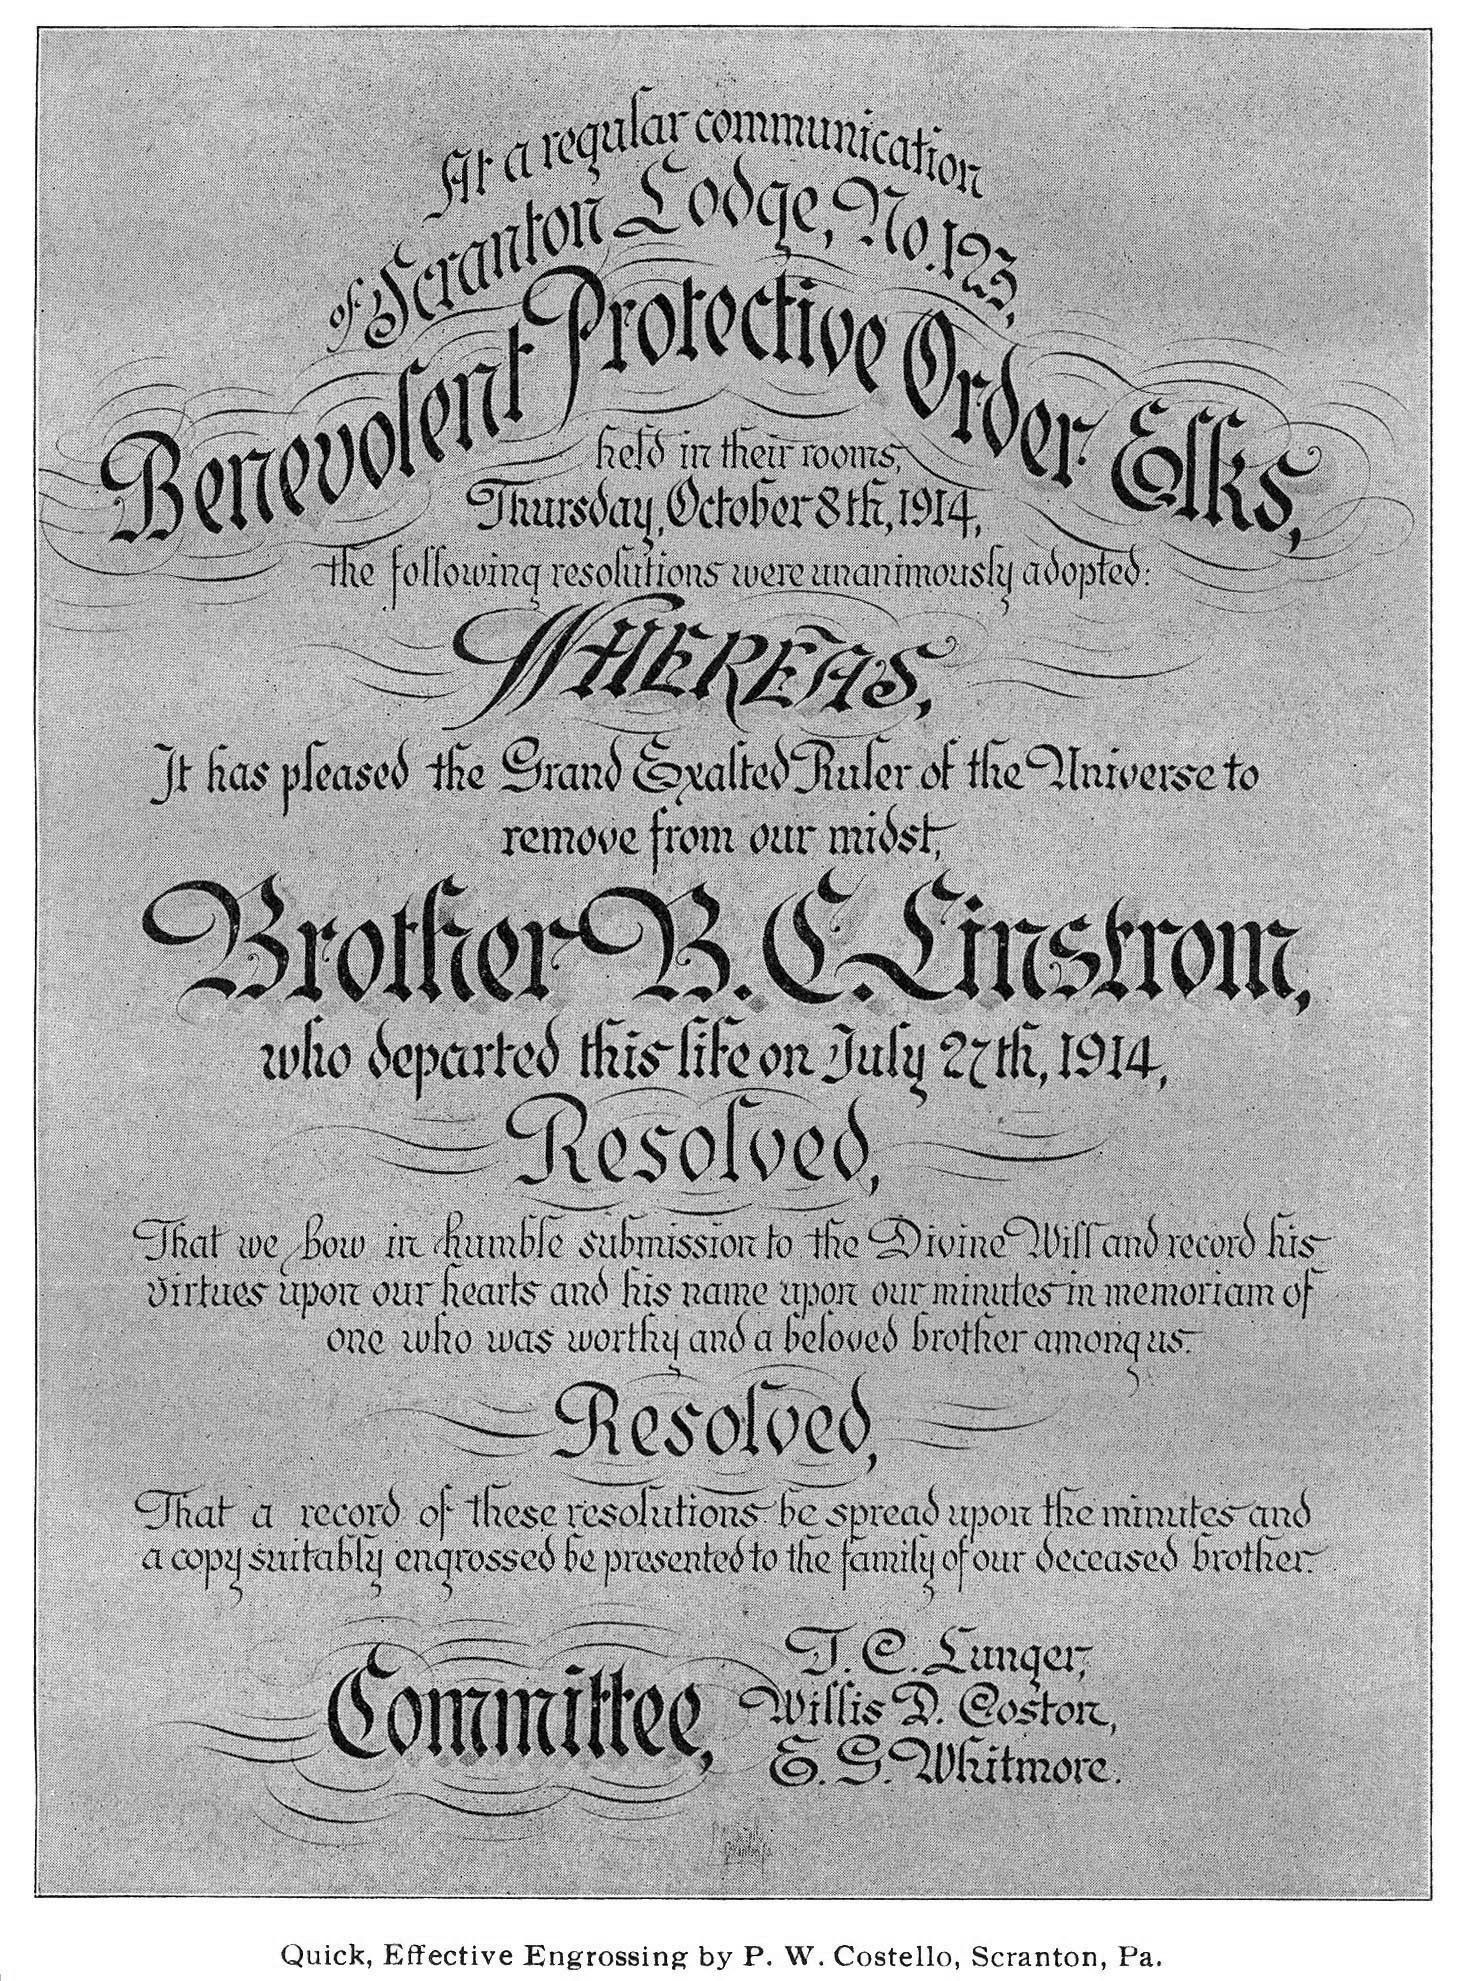 At a regular communication
of Scranton Lodge, No. 123,
Benevolent Protective Order Elks,
held in their rooms,
Thursday, October 8th, 1914,
the following resolutions were unanimously adopted:
WHEREAS,
It has pleased the Grand Exalted Ruler of the Universe to
remove from our midst,
Brother B. C. Linstrom,
who departed this life on July 27th, 1914,
Resolved,
That we bow in humble submission to the Divine Will and record his
virtues upon our hearts and his name upon our minutes in memoriam of
one who was worthy and a beloved brother among us.
Resolved,
That a record of these resolutions be spread upon the minutes and
a copy suitably engrossed be presented to the family of our deceased brother.
Committee,
T. C. Lunger,
Willis D. Coston,
E. G. Whitmore.
Quick, Effective Engrossing by P. W. Costello, Scranton, Pa.